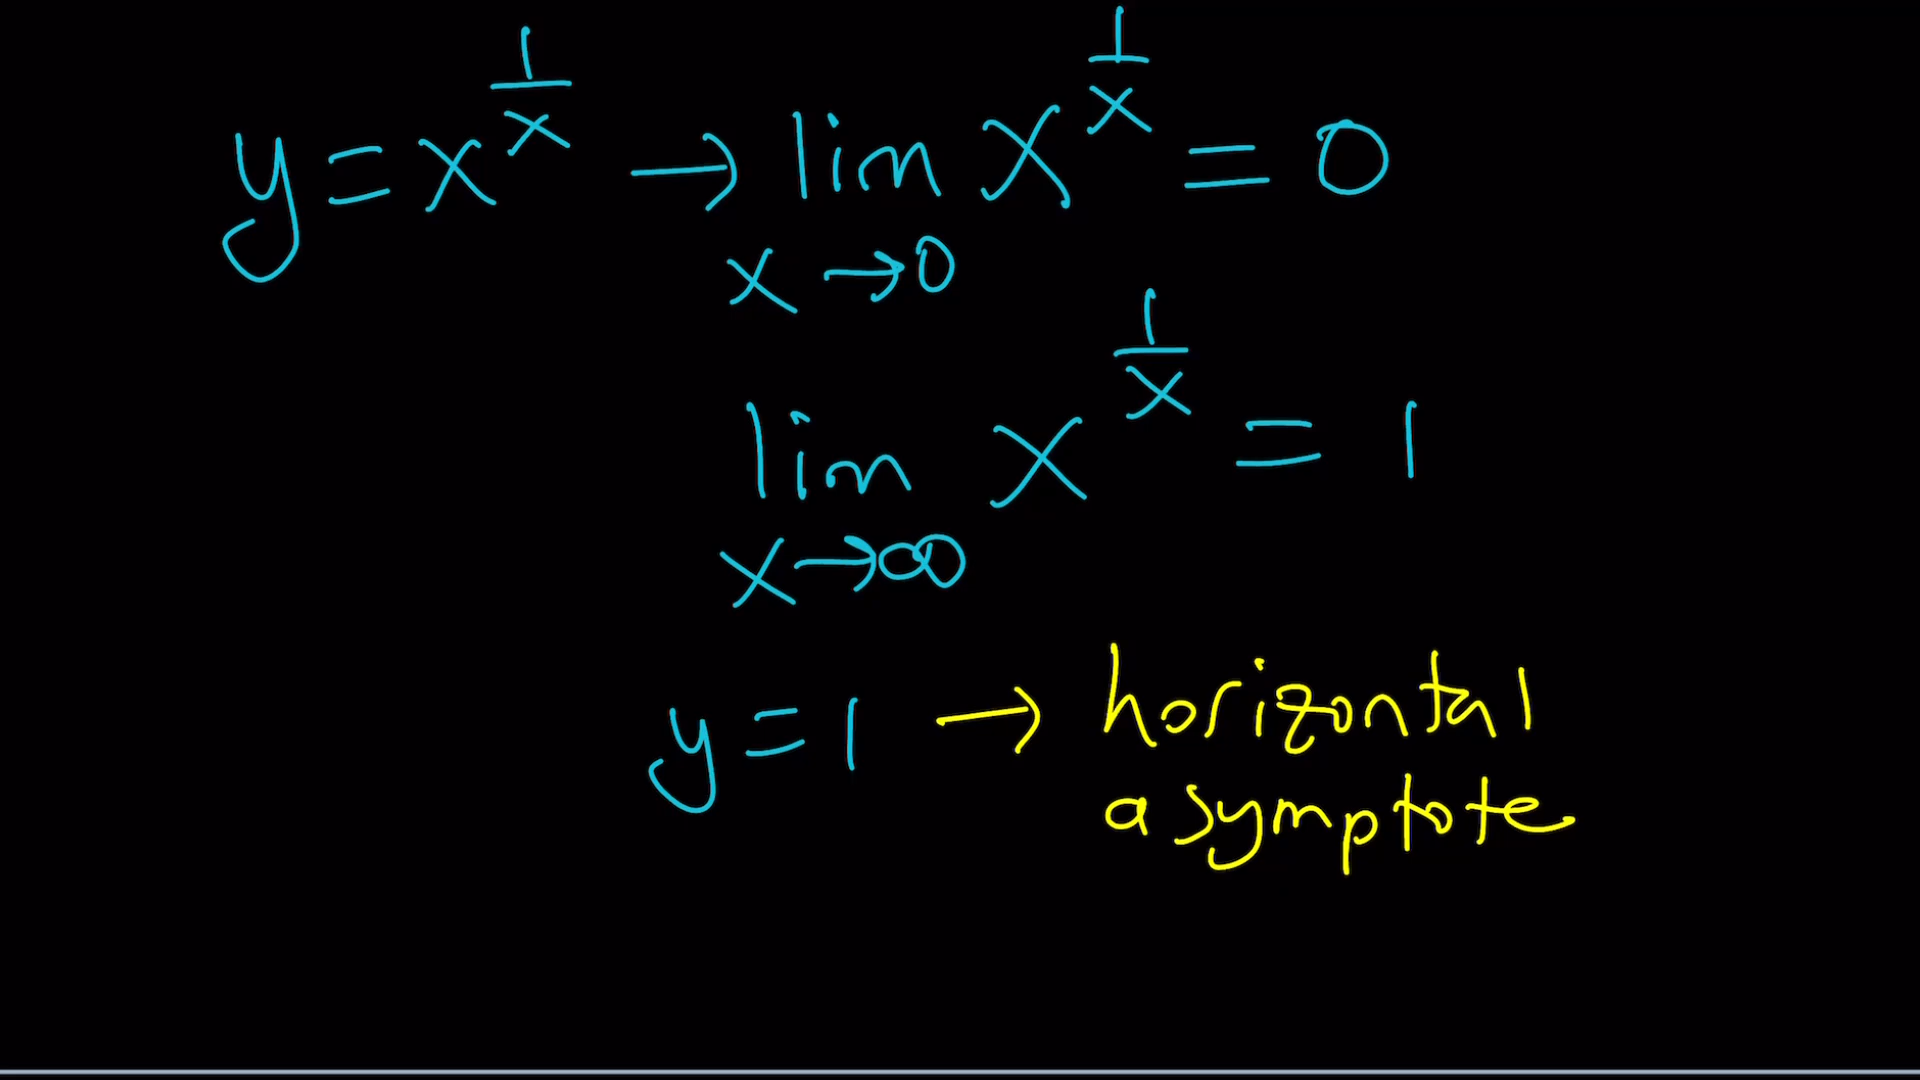 y = x^(1/x) → lim x→0 x^(1/x) = 0
lim x→∞ x^(1/x) = 1
y = 1 → horizontal
asymptote